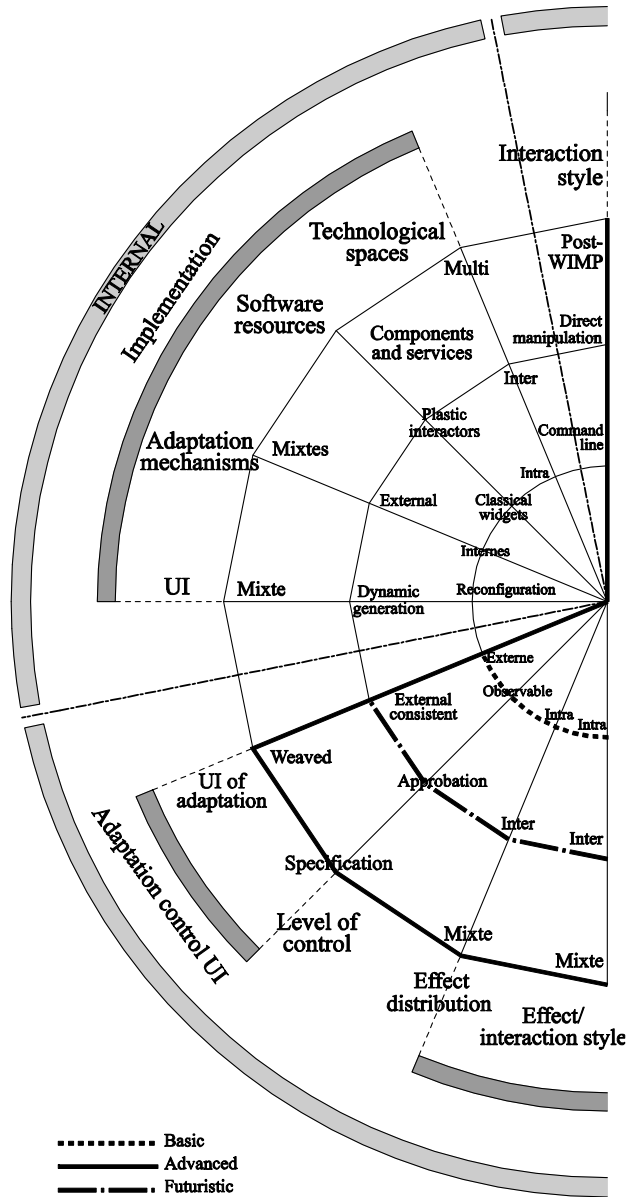 Interaction
style
INTERNAL
Implementation
Technological
spaces
Post-
WIMP
Multi
Software
resources
Components
and services
Direct
manipulation
Inter
Plastic
interactors
Command
line
Adaptation
mechanisms
Mixtes
Intra
External
Classical
widgets
Internes
UI
Mixte
Dynamic
generation
Reconfiguration
Externe
Observable
External
consistent
Intra
Intra
Weaved
UI of
adaptation
Approbation
Inter
Inter
Adaptation control UI
Specification
Level of
control
Mixte
Mixte
Effect
distribution
Effect/
interaction style
Basic
Advanced
Futuristic